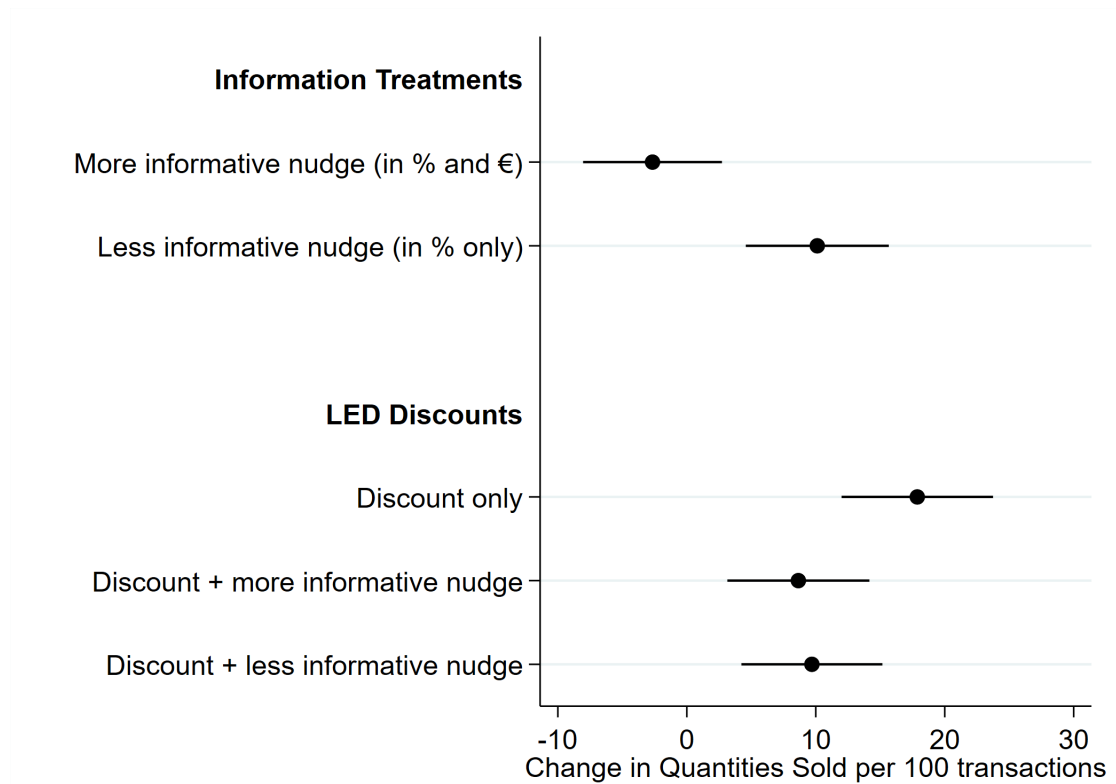 Information Treatments
More informative nudge (in % and €)
Less informative nudge (in % only)
LED Discounts
Discount only
Discount + more informative nudge
Discount + less informative nudge
-10 0 10 20 30
Change in Quantities Sold per 100 transactions